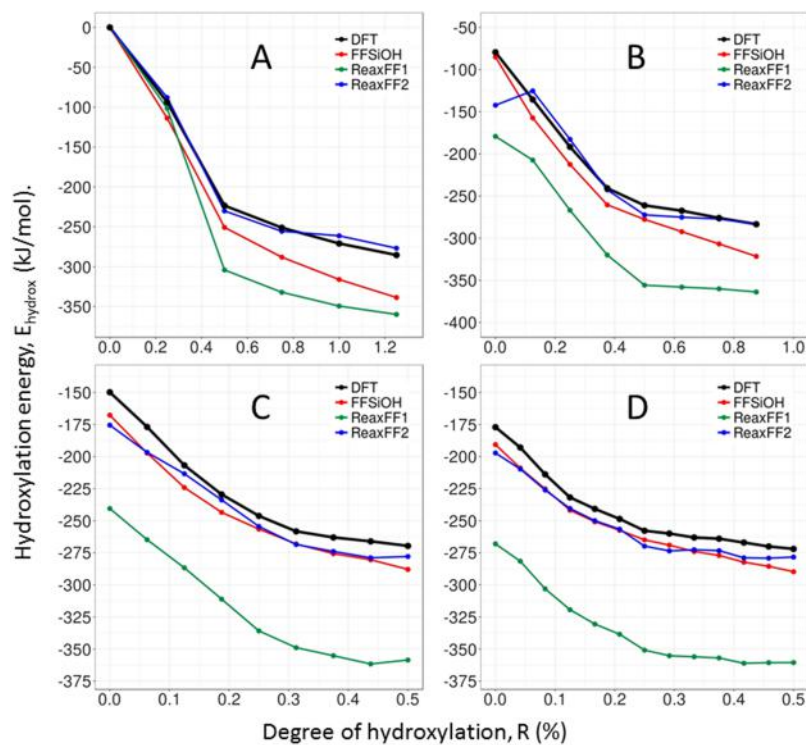 A
DFT
FFSiOH
ReaxFF1
ReaxFF2
0
-50
-100
-150
-200
-250
-300
-350
0.0 0.2 0.4 0.6 0.8 1.0 1.2
B
DFT
FFSiOH
ReaxFF1
ReaxFF2
-50
-100
-150
-200
-250
-300
-350
-400
0.0 0.2 0.4 0.6 0.8 1.0
C
DFT
FFSiOH
ReaxFF1
ReaxFF2
-150
-175
-200
-225
-250
-275
-300
-325
-350
-375
0.0 0.1 0.2 0.3 0.4 0.5
D
DFT
FFSiOH
ReaxFF1
ReaxFF2
-150
-175
-200
-225
-250
-275
-300
-325
-350
-375
0.0 0.1 0.2 0.3 0.4 0.5
Hydroxylation energy, E_hydrox (kJ/mol).
Degree of hydroxylation, R (%)